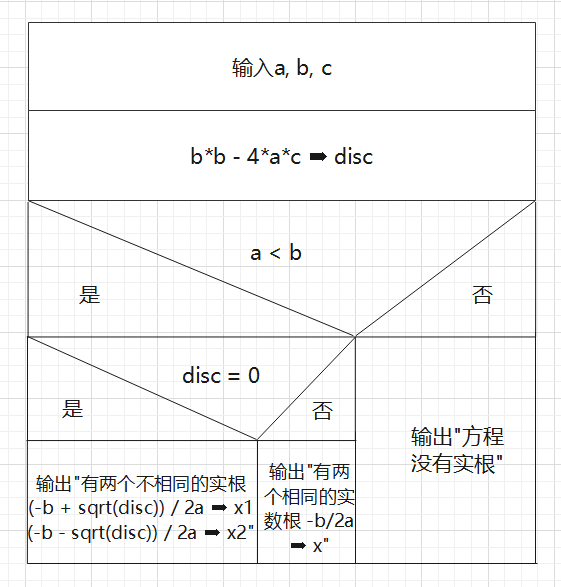 输入a, b, c
b*b - 4*a*c ➡ disc
a < b
是
否
disc = 0
是
否
输出"方程
没有实根"
输出"有两个不相同的实根
(-b + sqrt(disc)) / 2a ➡ x1
(-b - sqrt(disc)) / 2a ➡ x2"
输出"有两
个相同的实
数根 -b/2a
➡ x"